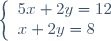 5x + 2y = 12
x + 2y = 8